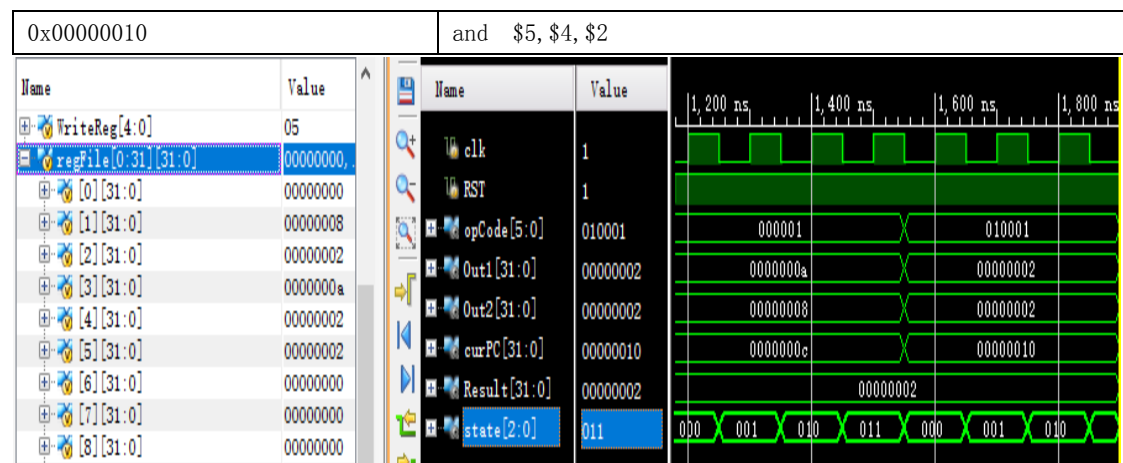 0x00000010 and $5,$4,$2
Name Value
WriteReg[4:0] 05
regFile[0:31][31:0] 00000000,.
[0][31:0] 00000000
[1][31:0] 00000008
[2][31:0] 00000002
[3][31:0] 0000000a
[4][31:0] 00000002
[5][31:0] 00000002
[6][31:0] 00000000
[7][31:0] 00000000
[8][31:0] 00000000
Name Value 1,200 ns 1,400 ns 1,600 ns 1,800 ns
clk 1
RST 1
opCode[5:0] 010001 000001 010001
Out1[31:0] 00000002 0000000a 00000002
Out2[31:0] 00000002 00000008 00000002
curPC[31:0] 00000010 0000000c 00000010
Result[31:0] 00000002 00000002
state[2:0] 011 000 001 010 011 000 001 010